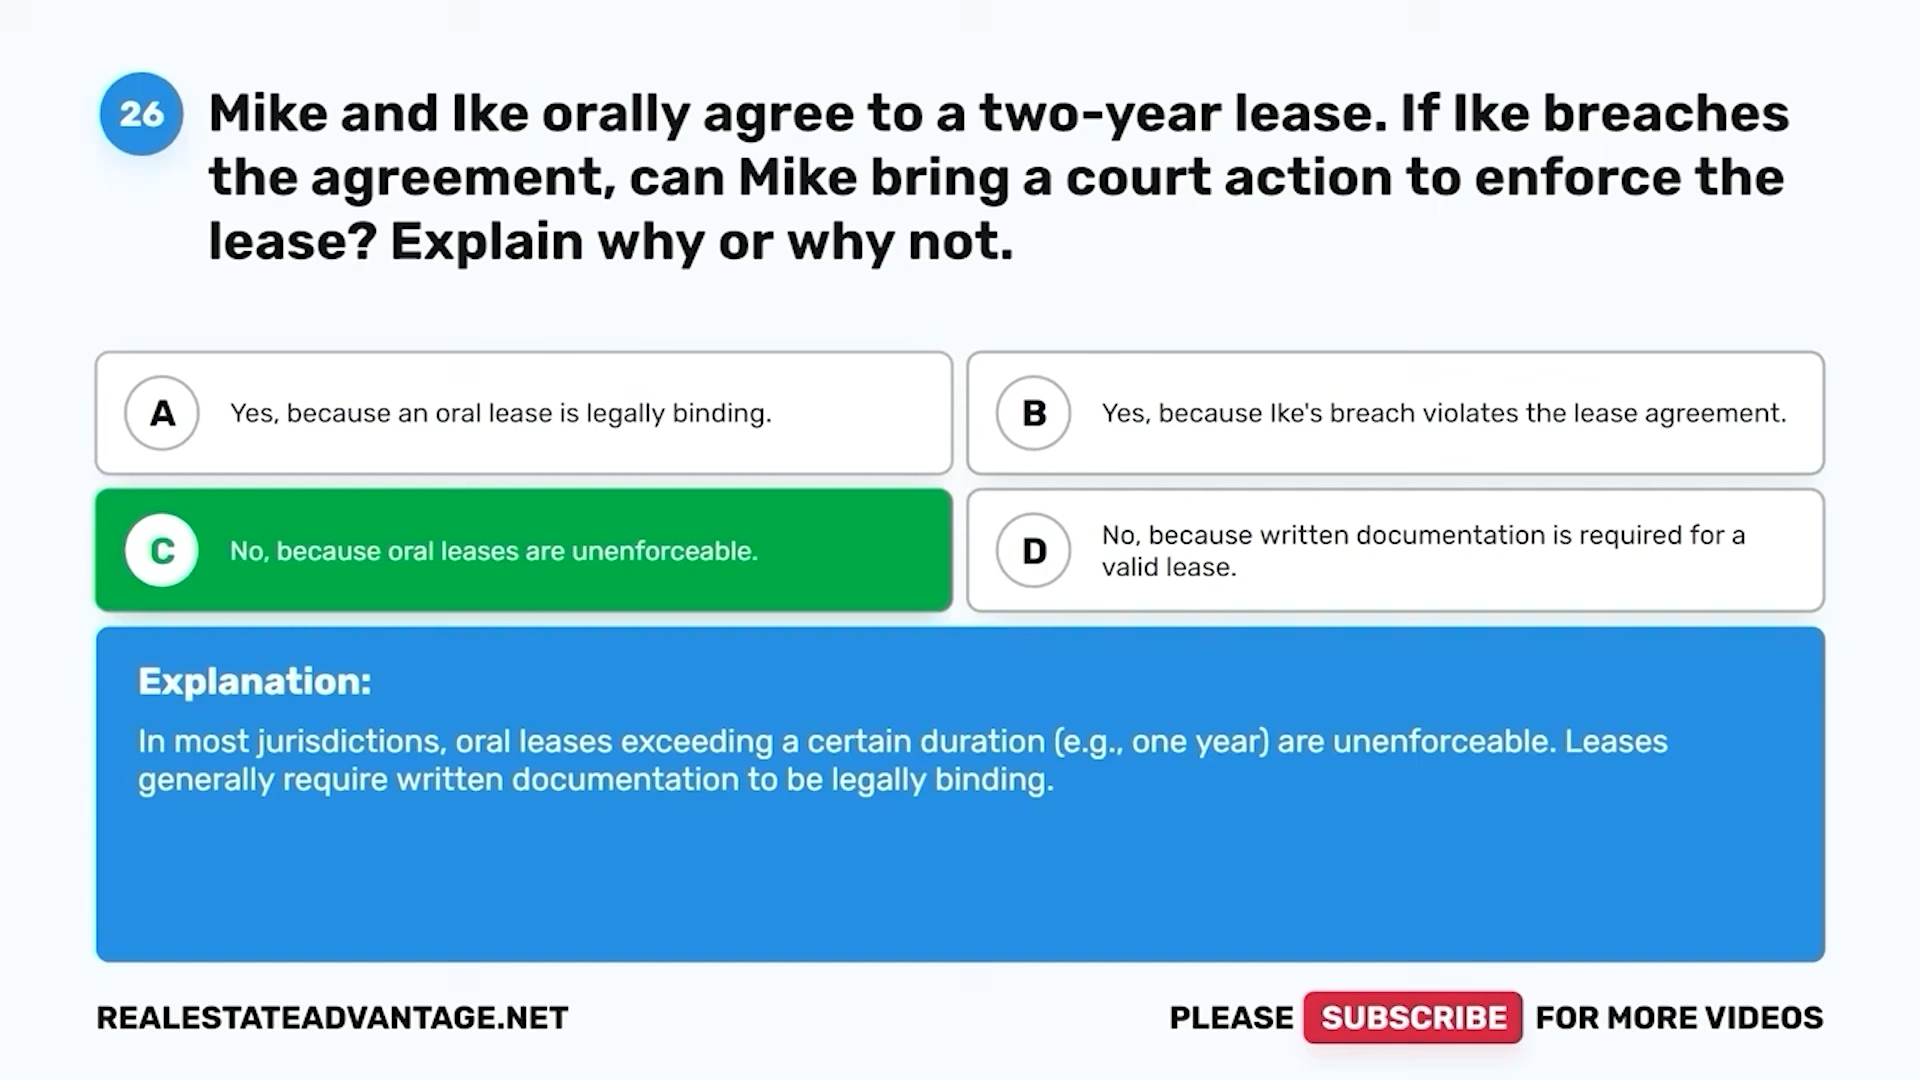 26
Mike and Ike orally agree to a two-year lease. If Ike breaches
the agreement, can Mike bring a court action to enforce the
lease? Explain why or why not.
A
Yes, because an oral lease is legally binding.
B
Yes, because Ike's breach violates the lease agreement.
C
No, because oral leases are unenforceable.
D
No, because written documentation is required for a
valid lease.
Explanation:
In most jurisdictions, oral leases exceeding a certain duration (e.g., one year) are unenforceable. Leases
generally require written documentation to be legally binding.
REALESTATEADVANTAGE.NET
PLEASE SUBSCRIBE FOR MORE VIDEOS